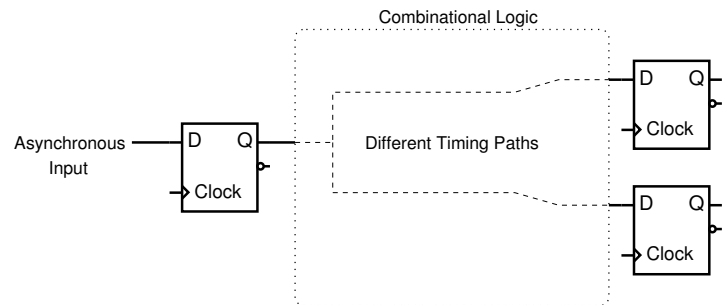 Combinational Logic
D Q
Clock
Asynchronous
Input
D Q
Clock
Different Timing Paths
D Q
Clock